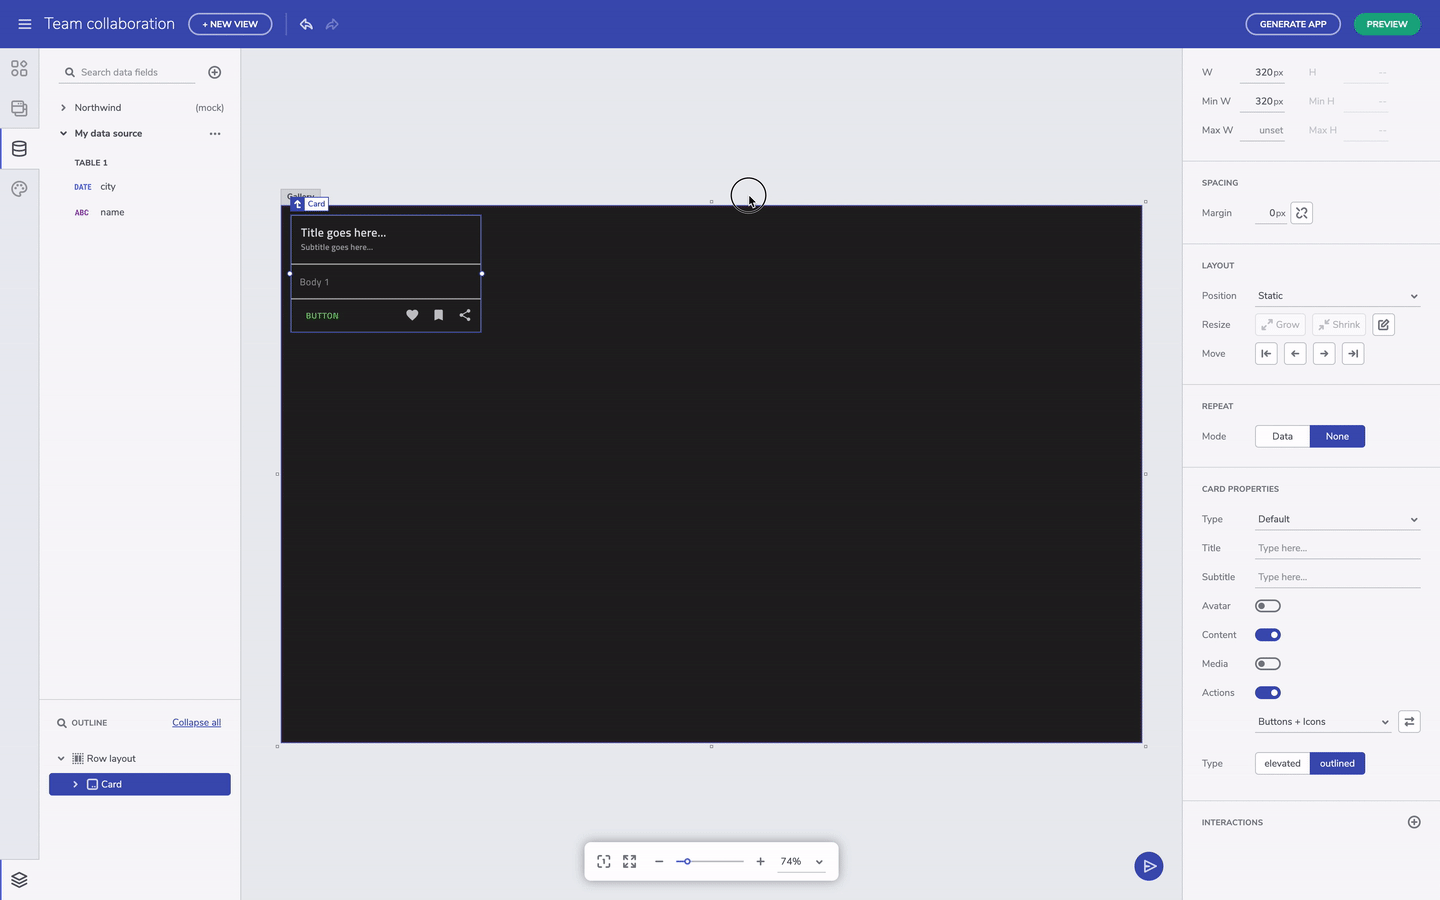 Team collaboration
+ NEW VIEW
GENERATE APP
PREVIEW
Search data fields
Northwind
(mock)
My data source
TABLE 1
DATE city
ABC name
OUTLINE
Collapse all
Row layout
Card
Gallery
Card
Title goes here...
Subtitle goes here...
Body 1
BUTTON
74%
W 320px H --
Min W 320px Min H --
Max W unset Max H --
SPACING
Margin 0px
LAYOUT
Position Static
Resize Grow Shrink
Move
REPEAT
Mode Data None
CARD PROPERTIES
Type Default
Title Type here...
Subtitle Type here...
Avatar
Content
Media
Actions
Buttons + Icons
Type elevated outlined
INTERACTIONS